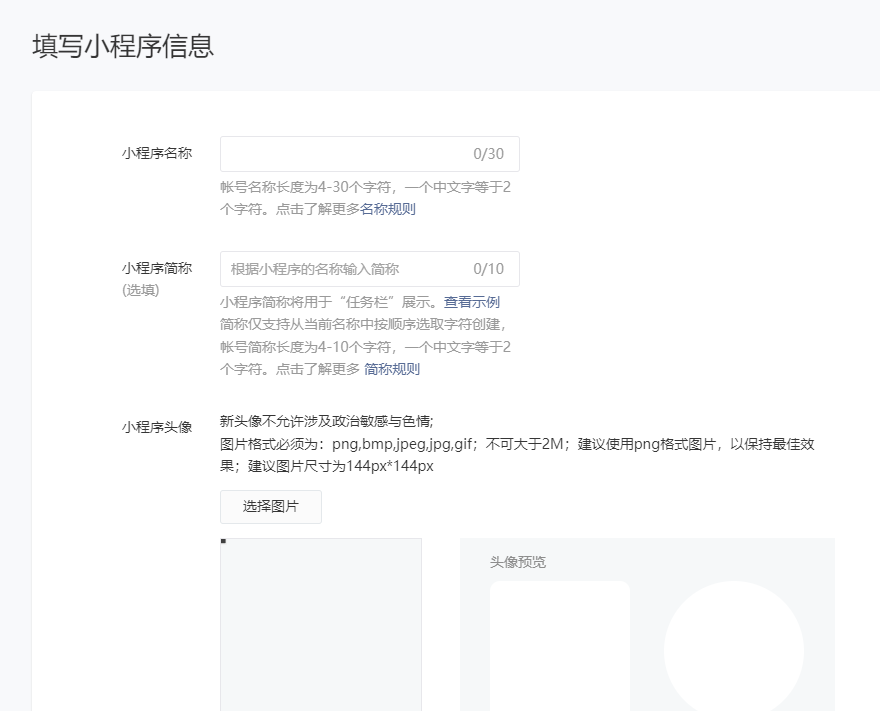 填写小程序信息
小程序名称
0/30
帐号名称长度为4-30个字符，一个中文字等于2
个字符。点击了解更多名称规则
小程序简称
(选填)
根据小程序的名称输入简称
0/10
小程序简称将用于“任务栏”展示。查看示例
简称仅支持从当前名称中按顺序选取字符创建，
帐号简称长度为4-10个字符，一个中文字等于2
个字符。点击了解更多 简称规则
小程序头像
新头像不允许涉及政治敏感与色情;
图片格式必须为：png,bmp,jpeg,jpg,gif；不可大于2M；建议使用png格式图片，以保持最佳效
果；建议图片尺寸为144px*144px
选择图片
头像预览